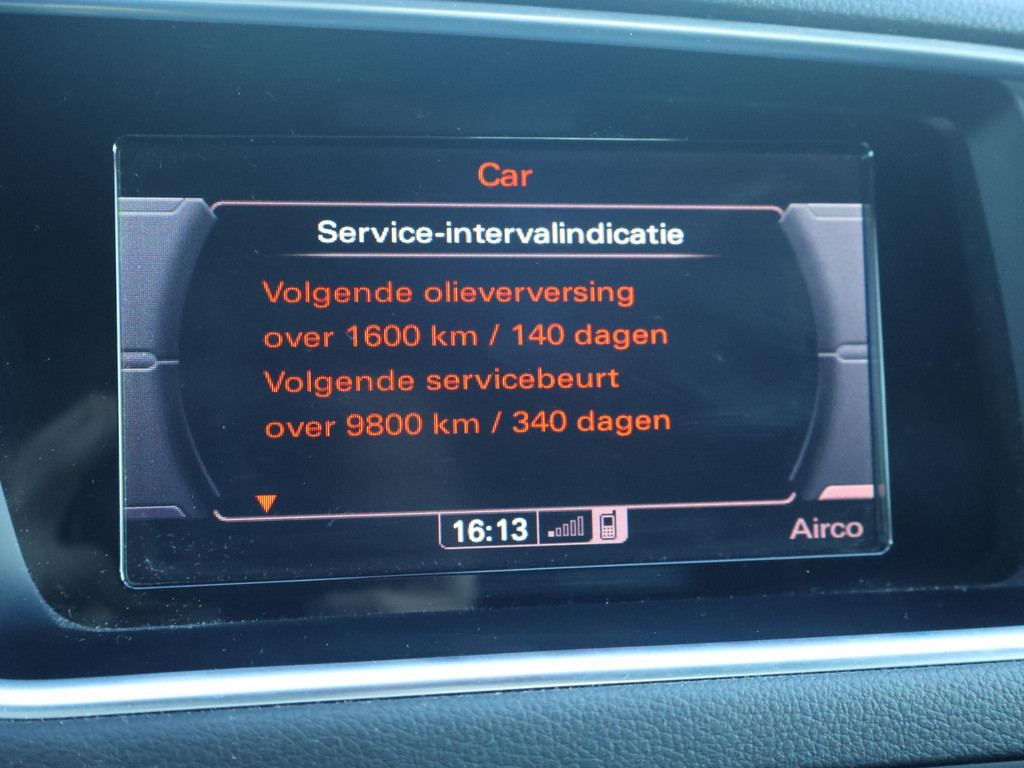 Car
Service-intervalindicatie
Volgende olieverversing
over 1600 km / 140 dagen
Volgende servicebeurt
over 9800 km / 340 dagen
16:13
Airco